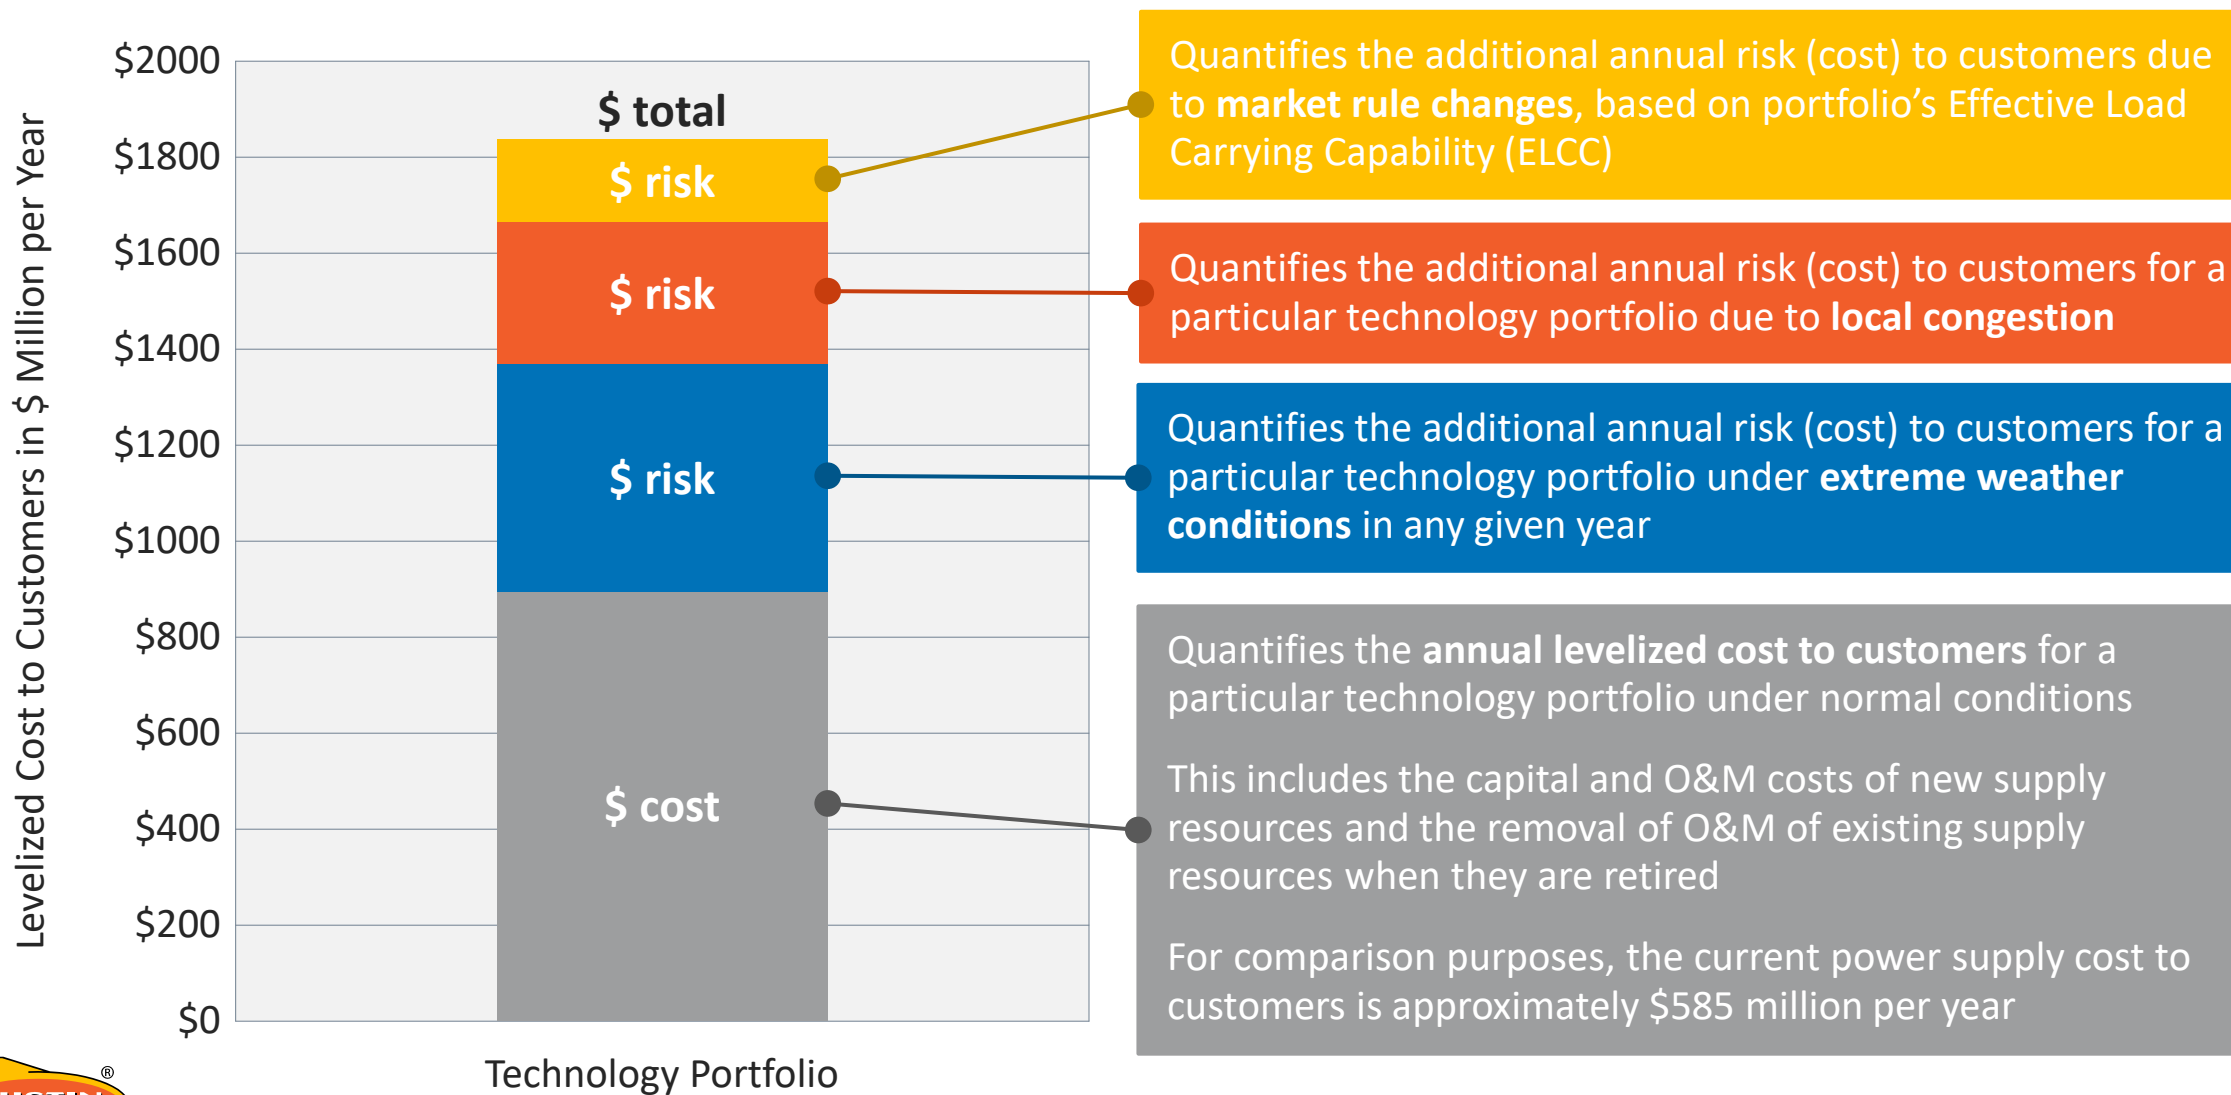 Levelized Cost to Customers in $ Million per Year
$2000
$1800
$1600
$1400
$1200
$1000
$800
$600
$400
$200
$0
$ total
$ risk
$ risk
$ risk
$ cost
Technology Portfolio
Quantifies the additional annual risk (cost) to customers due
to market rule changes, based on portfolio’s Effective Load
Carrying Capability (ELCC)
Quantifies the additional annual risk (cost) to customers for a
particular technology portfolio due to local congestion
Quantifies the additional annual risk (cost) to customers for a
particular technology portfolio under extreme weather
conditions in any given year
Quantifies the annual levelized cost to customers for a
particular technology portfolio under normal conditions
This includes the capital and O&M costs of new supply
resources and the removal of O&M of existing supply
resources when they are retired
For comparison purposes, the current power supply cost to
customers is approximately $585 million per year
®